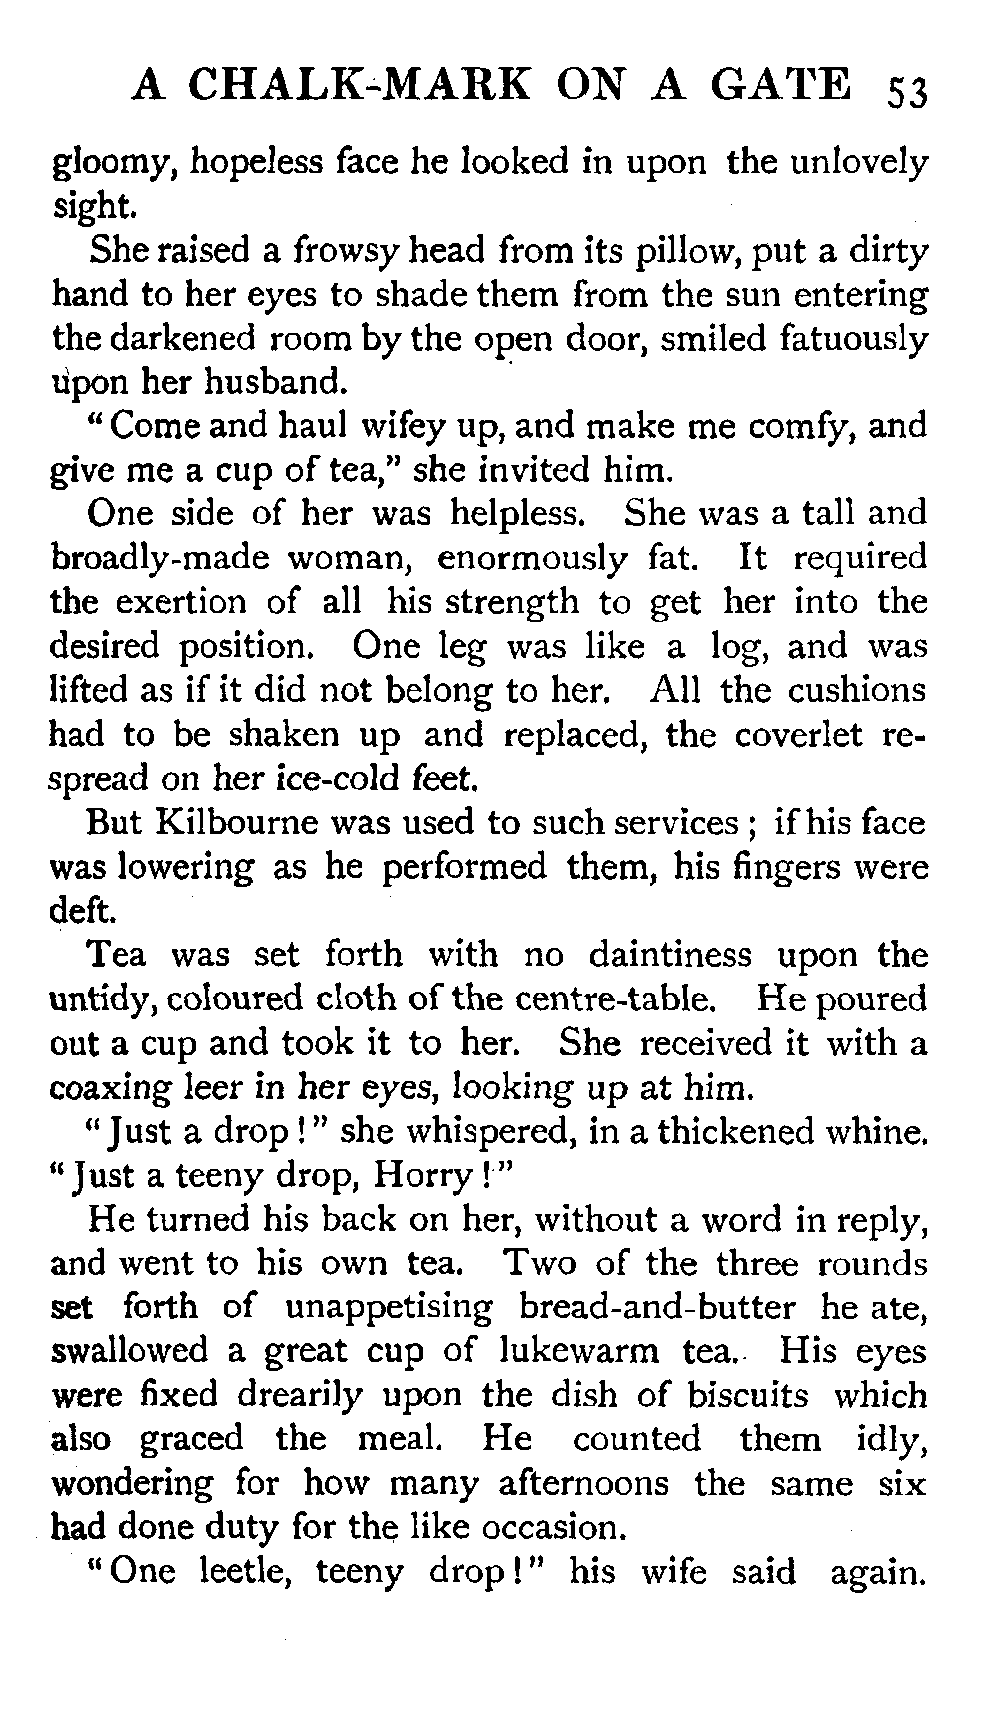 A CHALK-MARK ON A GATE 53
gloomy, hopeless face he looked in upon the unlovely
sight.
She raised a frowsy head from its pillow, put a dirty
hand to her eyes to shade them from the sun entering
the darkened room by the open door, smiled fatuously
upon her husband.
“Come and haul wifey up, and make me comfy, and
give me a cup of tea,” she invited him.
One side of her was helpless. She was a tall and
broadly-made woman, enormously fat. It required
the exertion of all his strength to get her into the
desired position. One leg was like a log, and was
lifted as if it did not belong to her. All the cushions
had to be shaken up and replaced, the coverlet re-
spread on her ice-cold feet.
But Kilbourne was used to such services ; if his face
was lowering as he performed them, his fingers were
deft.
Tea was set forth with no daintiness upon the
untidy, coloured cloth of the centre-table. He poured
out a cup and took it to her. She received it with a
coaxing leer in her eyes, looking up at him.
“Just a drop !” she whispered, in a thickened whine.
“Just a teeny drop, Horry !”
He turned his back on her, without a word in reply,
and went to his own tea. Two of the three rounds
set forth of unappetising bread-and-butter he ate,
swallowed a great cup of lukewarm tea. His eyes
were fixed drearily upon the dish of biscuits which
also graced the meal. He counted them idly,
wondering for how many afternoons the same six
had done duty for the like occasion.
“One leetle, teeny drop!” his wife said again.